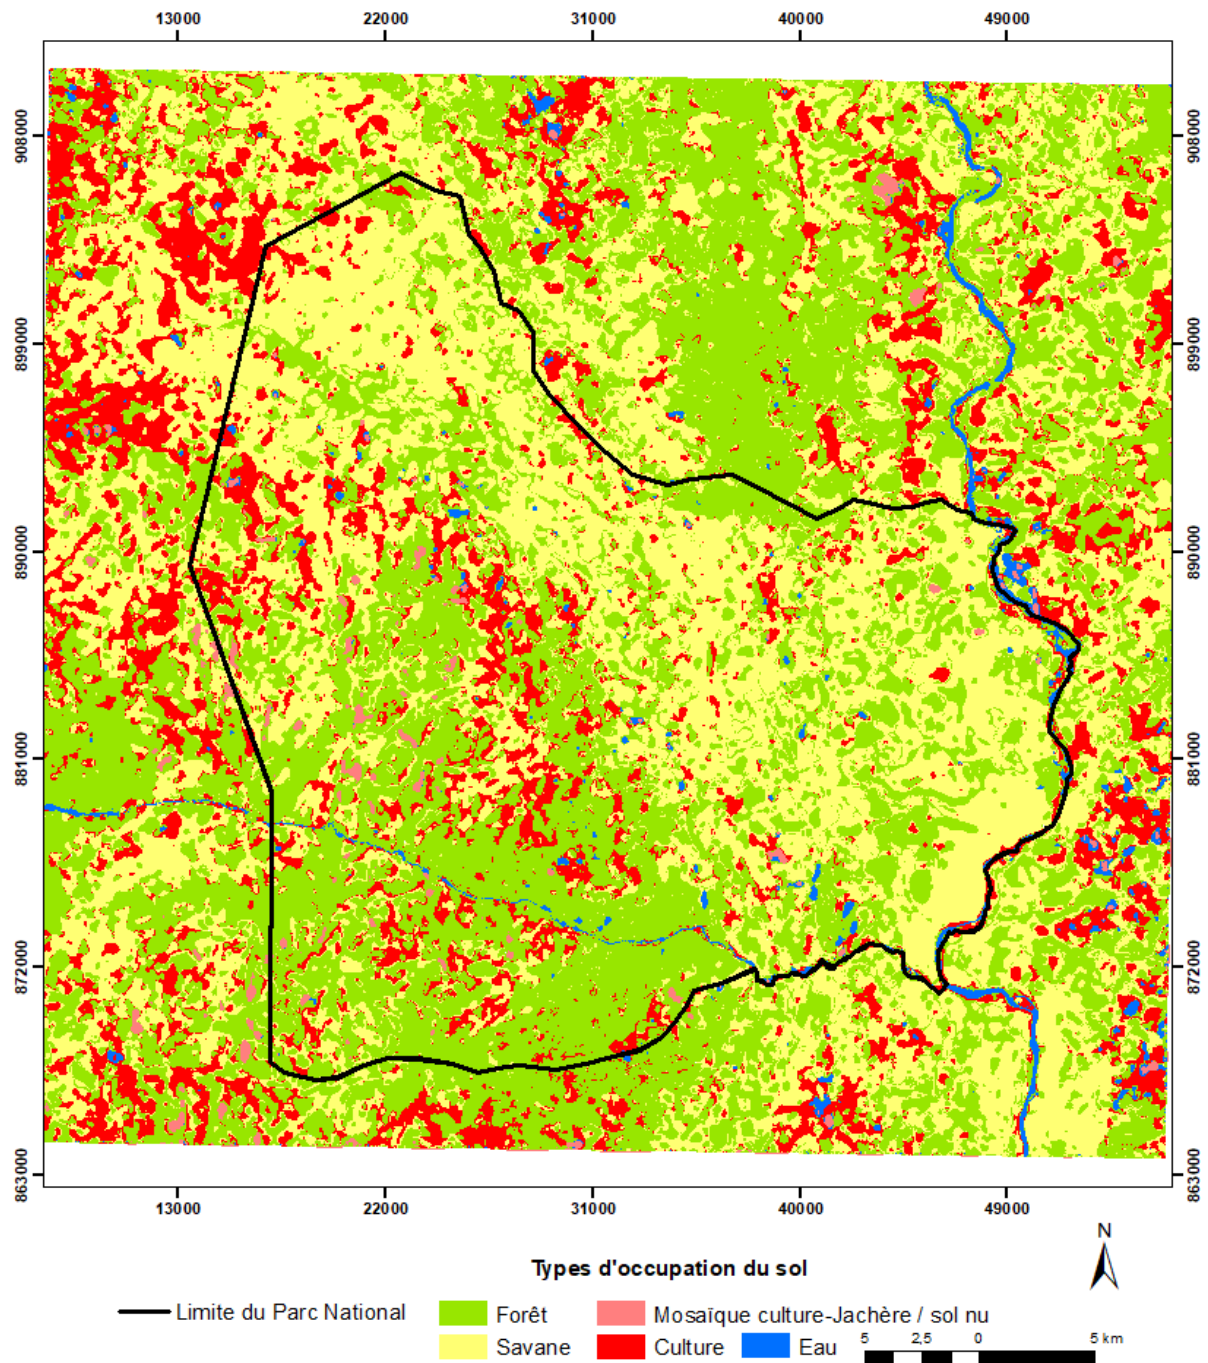 13000 22000 31000 40000 49000
908000 908000
899000 899000
890000 890000
881000 881000
872000 872000
863000 863000
13000 22000 31000 40000 49000
N
Types d'occupation du sol
Limite du Parc National Forêt Mosaïque culture-Jachère / sol nu
Savane Culture Eau 5 2,5 0 5 km